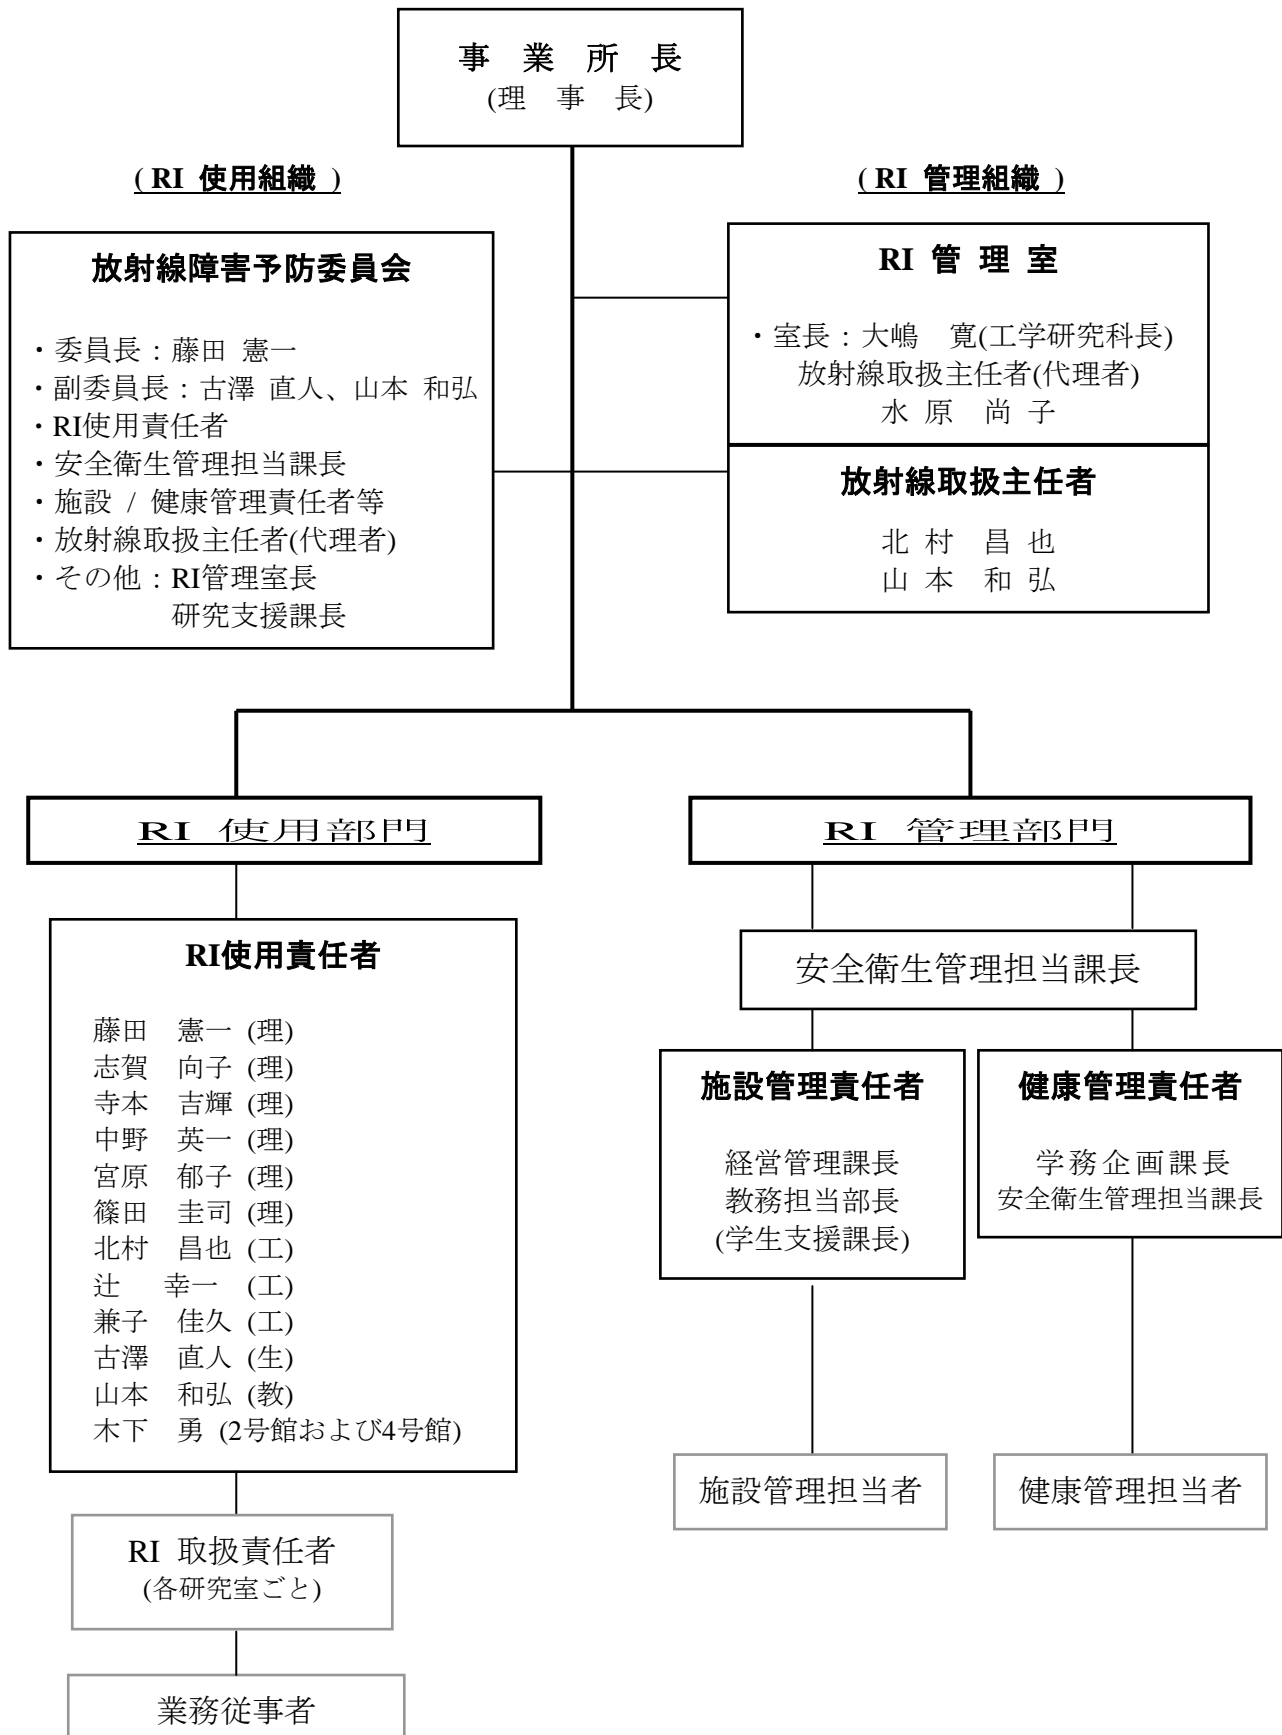 事 業 所 長
(理 事 長)
( RI 使用組織 )
放射線障害予防委員会
・委員長：藤田 憲一
・副委員長：古澤 直人、山本 和弘
・RI使用責任者
・安全衛生管理担当課長
・施設 / 健康管理責任者等
・放射線取扱主任者(代理者)
・その他：RI管理室長
研究支援課長
( RI 管理組織 )
RI 管 理 室
・室長：大嶋 寛(工学研究科長)
放射線取扱主任者(代理者)
水 原 尚 子
放射線取扱主任者
北 村 昌 也
山 本 和 弘
RI 使用部門
RI使用責任者
藤田 憲一 (理)
志賀 向子 (理)
寺本 吉輝 (理)
中野 英一 (理)
宮原 郁子 (理)
篠田 圭司 (理)
北村 昌也 (工)
辻 幸一 (工)
兼子 佳久 (工)
古澤 直人 (生)
山本 和弘 (教)
木下 勇 (2号館および4号館)
RI 取扱責任者
(各研究室ごと)
業務従事者
RI 管理部門
安全衛生管理担当課長
施設管理責任者
経営管理課長
教務担当部長
(学生支援課長)
施設管理担当者
健康管理責任者
学務企画課長
安全衛生管理担当課長
健康管理担当者